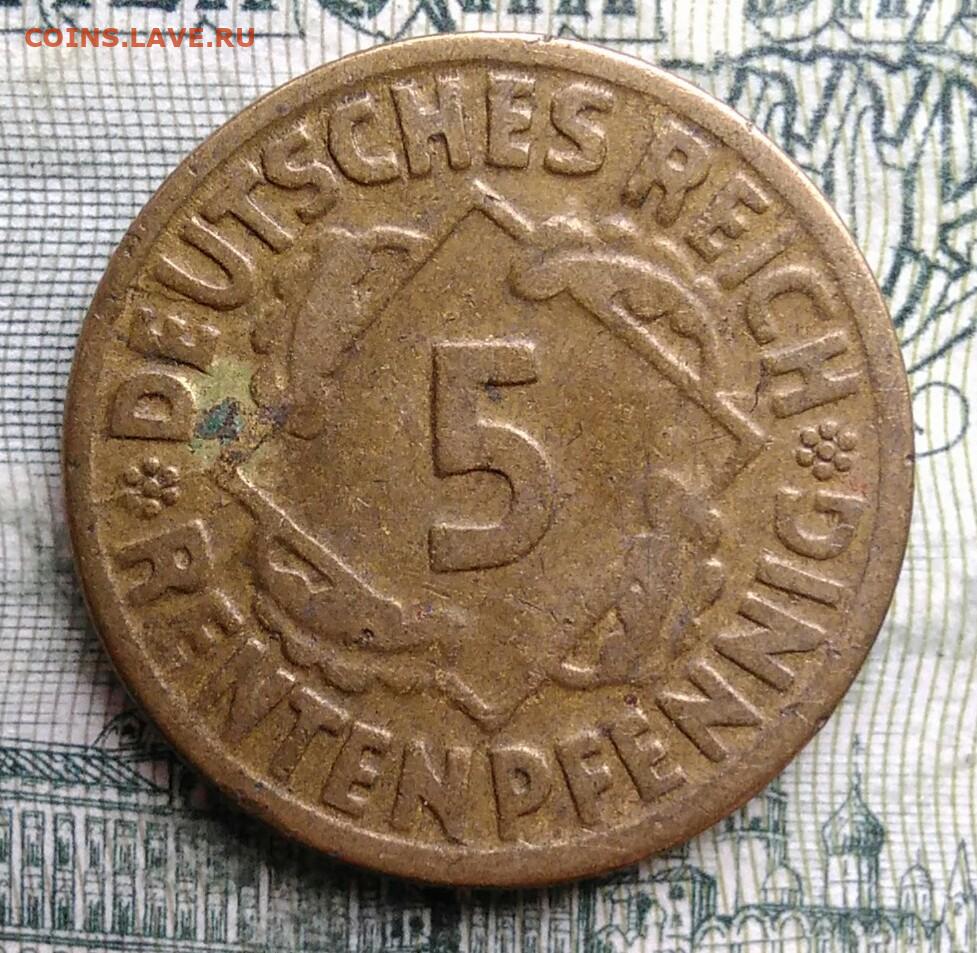 COINS.LAVE.RU
DEUTSCHES REICH
5
RENTENPFENNIG